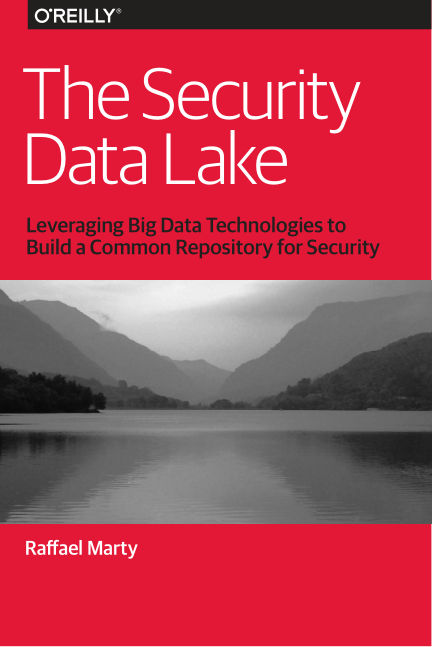 O'REILLY®
The Security
Data Lake
Leveraging Big Data Technologies to
Build a Common Repository for Security
Raffael Marty